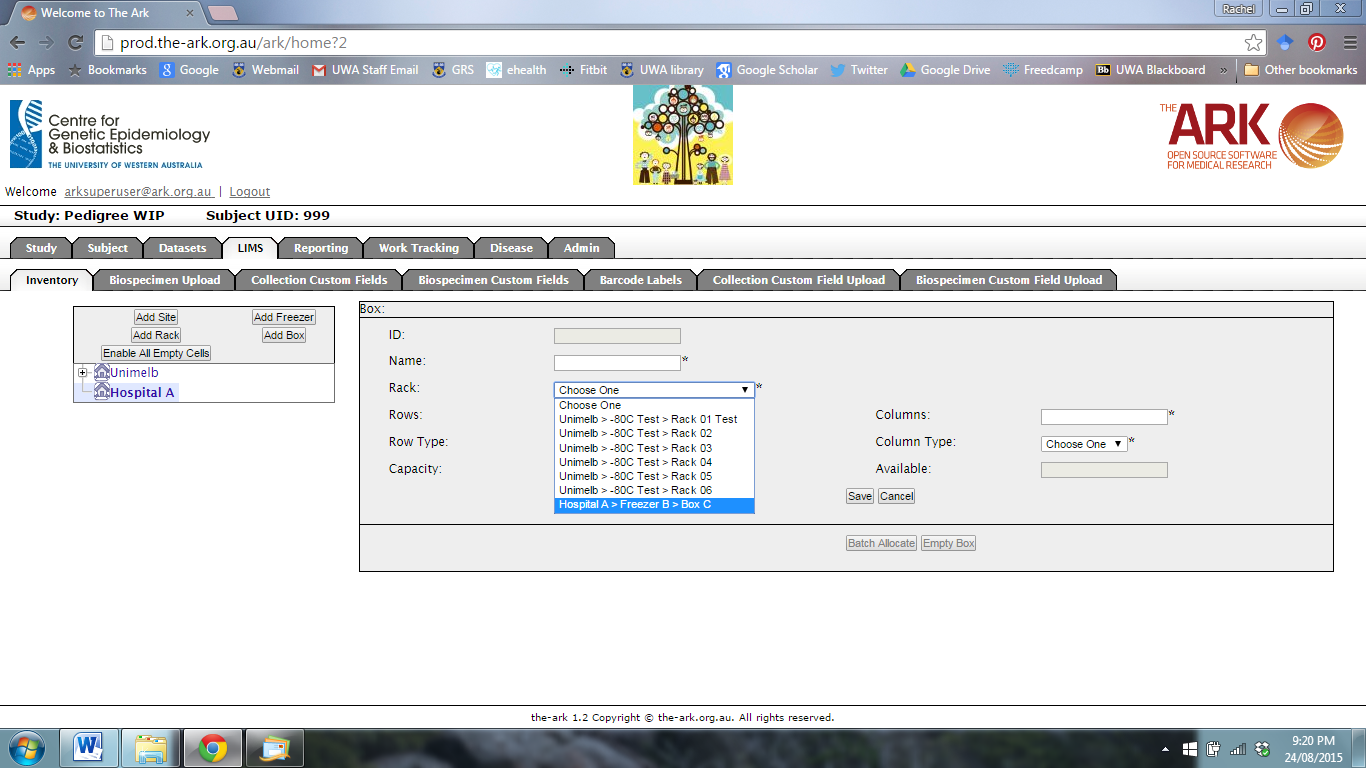 Welcome to The Ark
Rachel
prod.the-ark.org.au/ark/home?2
Apps Bookmarks Google Webmail UWA Staff Email GRS ehealth Fitbit UWA library Google Scholar Twitter Google Drive Freedcamp Bb UWA Blackboard » Other bookmarks
Centre for
Genetic Epidemiology
& Biostatistics
THE UNIVERSITY OF WESTERN AUSTRALIA
THE ARK
OPEN SOURCE SOFTWARE
FOR MEDICAL RESEARCH
Welcome arksuperuser@ark.org.au | Logout
Study: Pedigree WIP Subject UID: 999
Study Subject Datasets LIMS Reporting Work Tracking Disease Admin
Inventory Biospecimen Upload Collection Custom Fields Biospecimen Custom Fields Barcode Labels Collection Custom Field Upload Biospecimen Custom Field Upload
Add Site Add Freezer
Add Rack Add Box
Enable All Empty Cells
Unimelb
Hospital A
Box:
ID:
Name: *
Rack: Choose One *
Choose One
Unimelb > -80C Test > Rack 01 Test
Unimelb > -80C Test > Rack 02
Unimelb > -80C Test > Rack 03
Unimelb > -80C Test > Rack 04
Unimelb > -80C Test > Rack 05
Unimelb > -80C Test > Rack 06
Hospital A > Freezer B > Box C
Rows: Columns: *
Row Type: Column Type: Choose One *
Capacity: Available:
Save Cancel
Batch Allocate Empty Box
the-ark 1.2 Copyright © the-ark.org.au. All rights reserved.
9:20 PM
24/08/2015